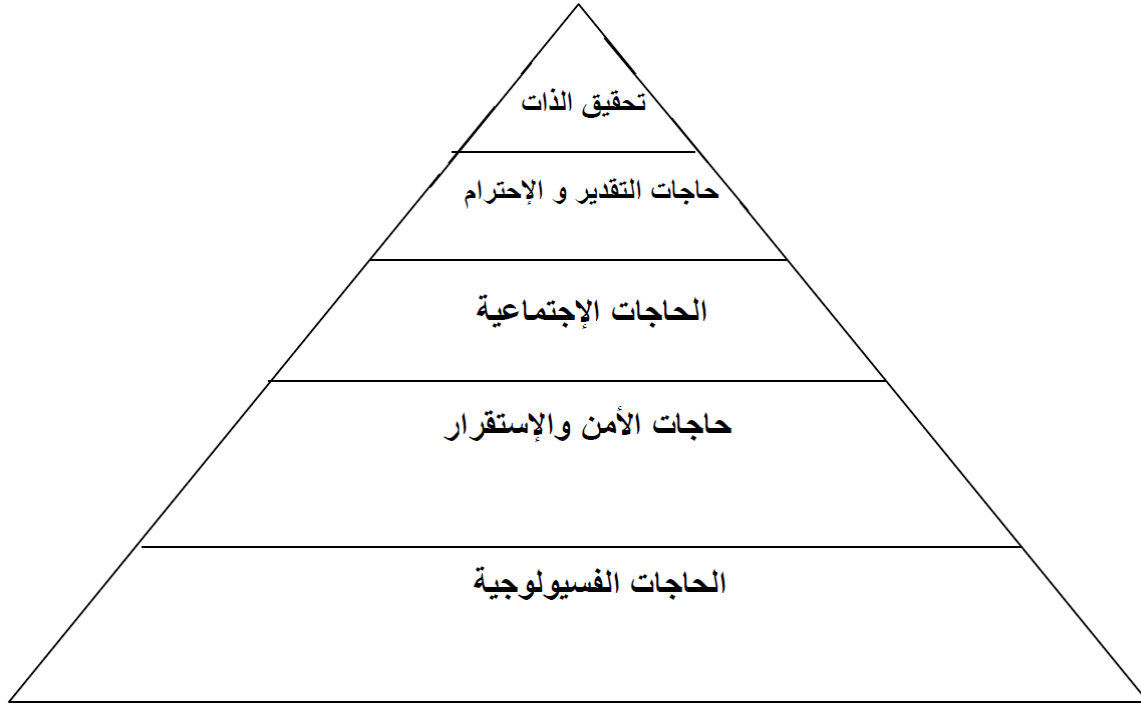 تحقيق الذات
حاجات التقدير و الإحترام
الحاجات الإجتماعية
حاجات الأمن والإستقرار
الحاجات الفسيولوجية